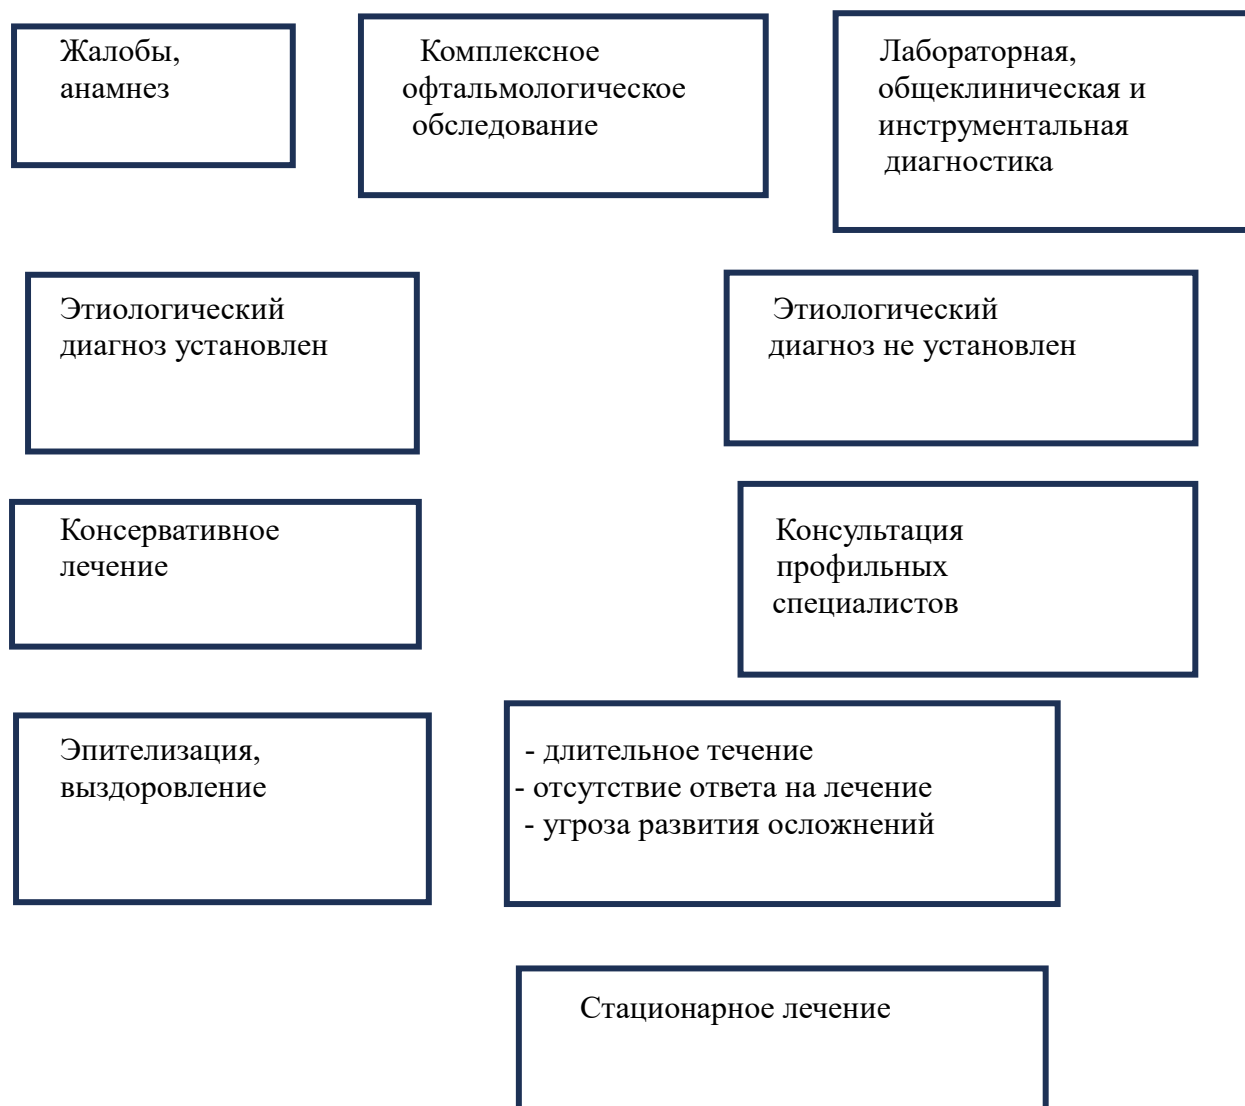 Жалобы,
анамнез
Комплексное
офтальмологическое
обследование
Лабораторная,
общеклиническая и
инструментальная
диагностика
Этиологический
диагноз установлен
Этиологический
диагноз не установлен
Консервативное
лечение
Консультация
профильных
специалистов
Эпителизация,
выздоровление
- длительное течение
- отсутствие ответа на лечение
- угроза развития осложнений
Стационарное лечение